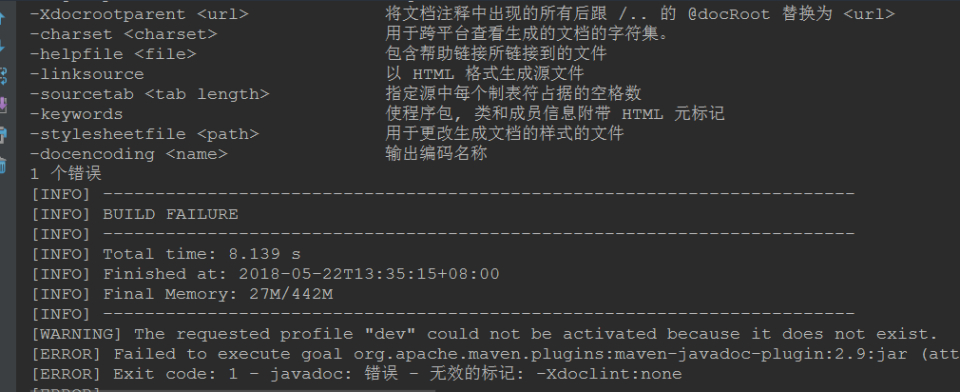 -Xdocrootparent <url> 将文档注释中出现的所有后跟 /.. 的 @docRoot 替换为 <url>
-charset <charset> 用于跨平台查看生成的文档的字符集。
-helpfile <file> 包含帮助链接所链接到的文件
-linksource 以 HTML 格式生成源文件
-sourcetab <tab length> 指定源中每个制表符占据的空格数
-keywords 使程序包, 类和成员信息附带 HTML 元标记
-stylesheetfile <path> 用于更改生成文档的样式的文件
-docencoding <name> 输出编码名称
1 个错误
[INFO] ------------------------------------------------------------------------
[INFO] BUILD FAILURE
[INFO] ------------------------------------------------------------------------
[INFO] Total time: 8.139 s
[INFO] Finished at: 2018-05-22T13:35:15+08:00
[INFO] Final Memory: 27M/442M
[INFO] ------------------------------------------------------------------------
[WARNING] The requested profile "dev" could not be activated because it does not exist.
[ERROR] Failed to execute goal org.apache.maven.plugins:maven-javadoc-plugin:2.9:jar (att
[ERROR] Exit code: 1 - javadoc: 错误 - 无效的标记: -Xdoclint:none
[ERROR]